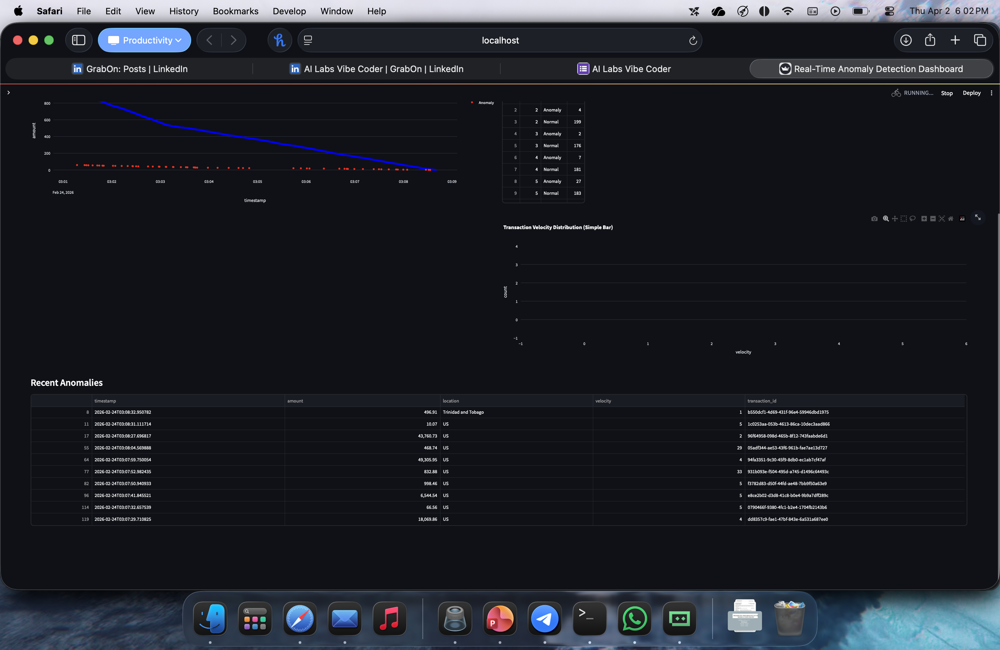 Safari File Edit View History Bookmarks Develop Window Help Thu Apr 2 6 02 PM
Productivity localhost
GrabOn: Posts | LinkedIn AI Labs Vibe Coder | GrabOn | LinkedIn AI Labs Vibe Coder Real-Time Anomaly Detection Dashboard
RUNNING... Stop Deploy
amount
800
600
400
200
0
03:01 03:02 03:03 03:04 03:05 03:06 03:07 03:08 03:09
Feb 24, 2026
timestamp
Anomaly
2 2 Anomaly 4
3 2 Normal 199
4 3 Anomaly 2
5 3 Normal 176
6 4 Anomaly 7
7 4 Normal 181
8 5 Anomaly 27
9 5 Normal 183
Transaction Velocity Distribution (Simple Bar)
count
4
3
2
1
0
−1
−1 0 1 2 3 4 5 6
velocity
Recent Anomalies
timestamp amount location velocity transaction_id
8 2026-02-24T03:08:32.950782 496.91 Trinidad and Tobago 1 b550dcf1-4d69-431f-96e4-59946dbd1975
11 2026-02-24T03:08:31.111714 10.07 US 5 1c0253aa-053b-4613-86ca-10dec3aad866
17 2026-02-24T03:08:27.696817 43,760.73 US 2 96f64958-098d-465b-8f12-743faabde6d1
55 2026-02-24T03:08:04.569888 468.74 US 29 05adf344-ae53-43f6-961b-fae7ae13d727
64 2026-02-24T03:07:59.750054 49,305.95 US 4 94fa3351-9c30-45f9-8db0-ec1ab7cf47af
77 2026-02-24T03:07:52.982435 832.88 US 33 931b093e-f504-495d-a745-d1496c64493c
82 2026-02-24T03:07:50.940933 998.46 US 5 f3782d83-d50f-44fd-ae48-7bb9f50a63e9
96 2026-02-24T03:07:41.845521 6,544.54 US 5 e8ce2b02-d3d8-41c8-b0e4-9b9a7dff289c
114 2026-02-24T03:07:32.657539 66.56 US 5 0790466f-9380-4fc1-b2e4-1704fb2143b6
119 2026-02-24T03:07:29.710825 18,069.86 US 4 dd8357c9-fae1-47bf-843e-6a531a687ee0